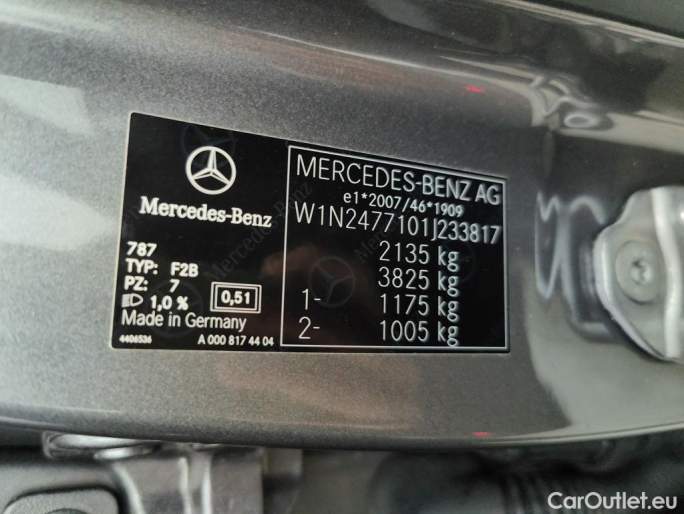 Mercedes-Benz
787
TYP: F2B
PZ: 7
1,0 % 0,51
Made in Germany
4406536 A 000 817 44 04
MERCEDES-BENZ AG
e1*2007/46*1909
W1N2477101J233817
2135 kg
3825 kg
1- 1175 kg
2- 1005 kg
CarOutlet.eu